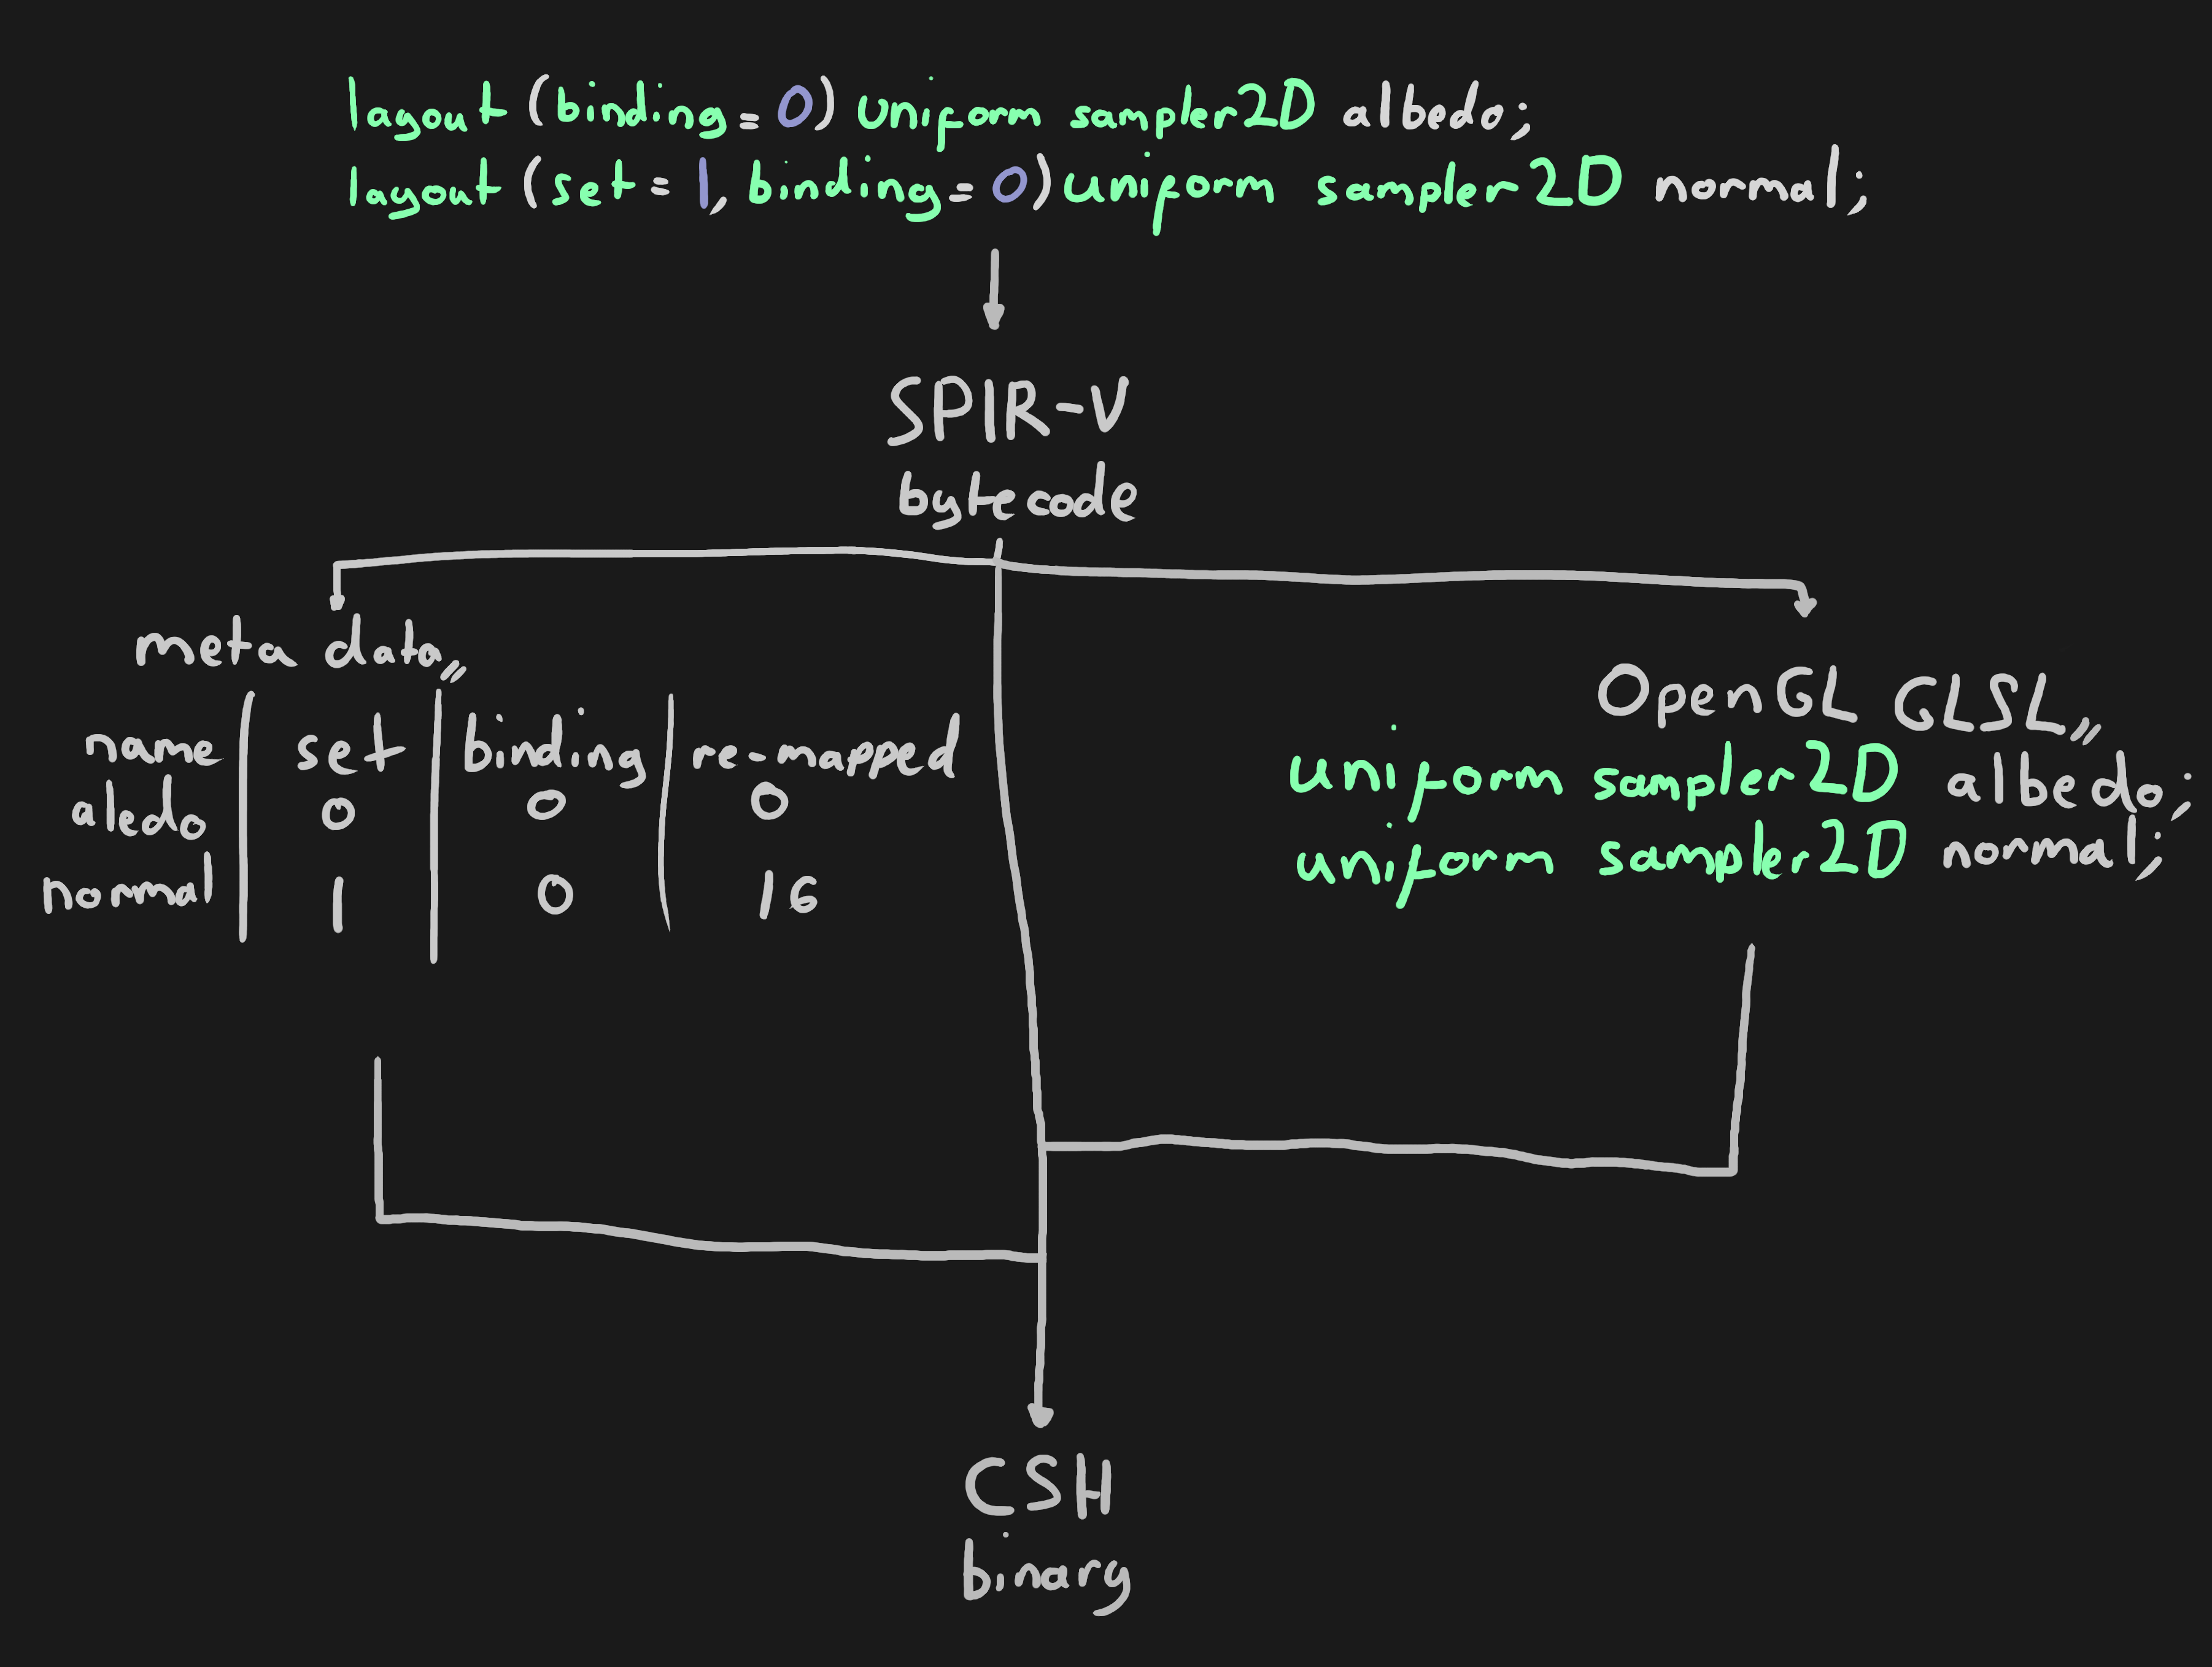 layout (binding=0) uniform sampler2D albedo;
layout (set=1, binding=0) uniform sampler2D normal;
SPIR-V
bytecode
meta data
name set binding re-mapped
aledo 0 0 0
normal 1 0 16
OpenGL GLSL
uniform sampler2D albedo;
uniform sampler2D normal;
CSH
binary